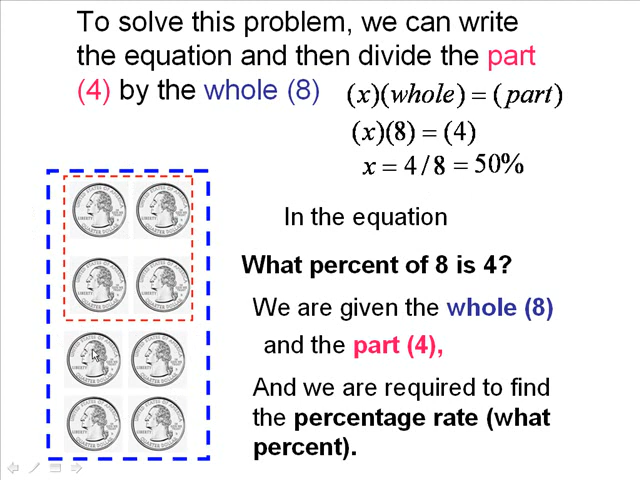 To solve this problem, we can write
the equation and then divide the part
(4) by the whole (8)
(x)(whole) = (part)
(x)(8) = (4)
x = 4/8 = 50%
In the equation
What percent of 8 is 4?
We are given the whole (8)
and the part (4),
And we are required to find
the percentage rate (what
percent).